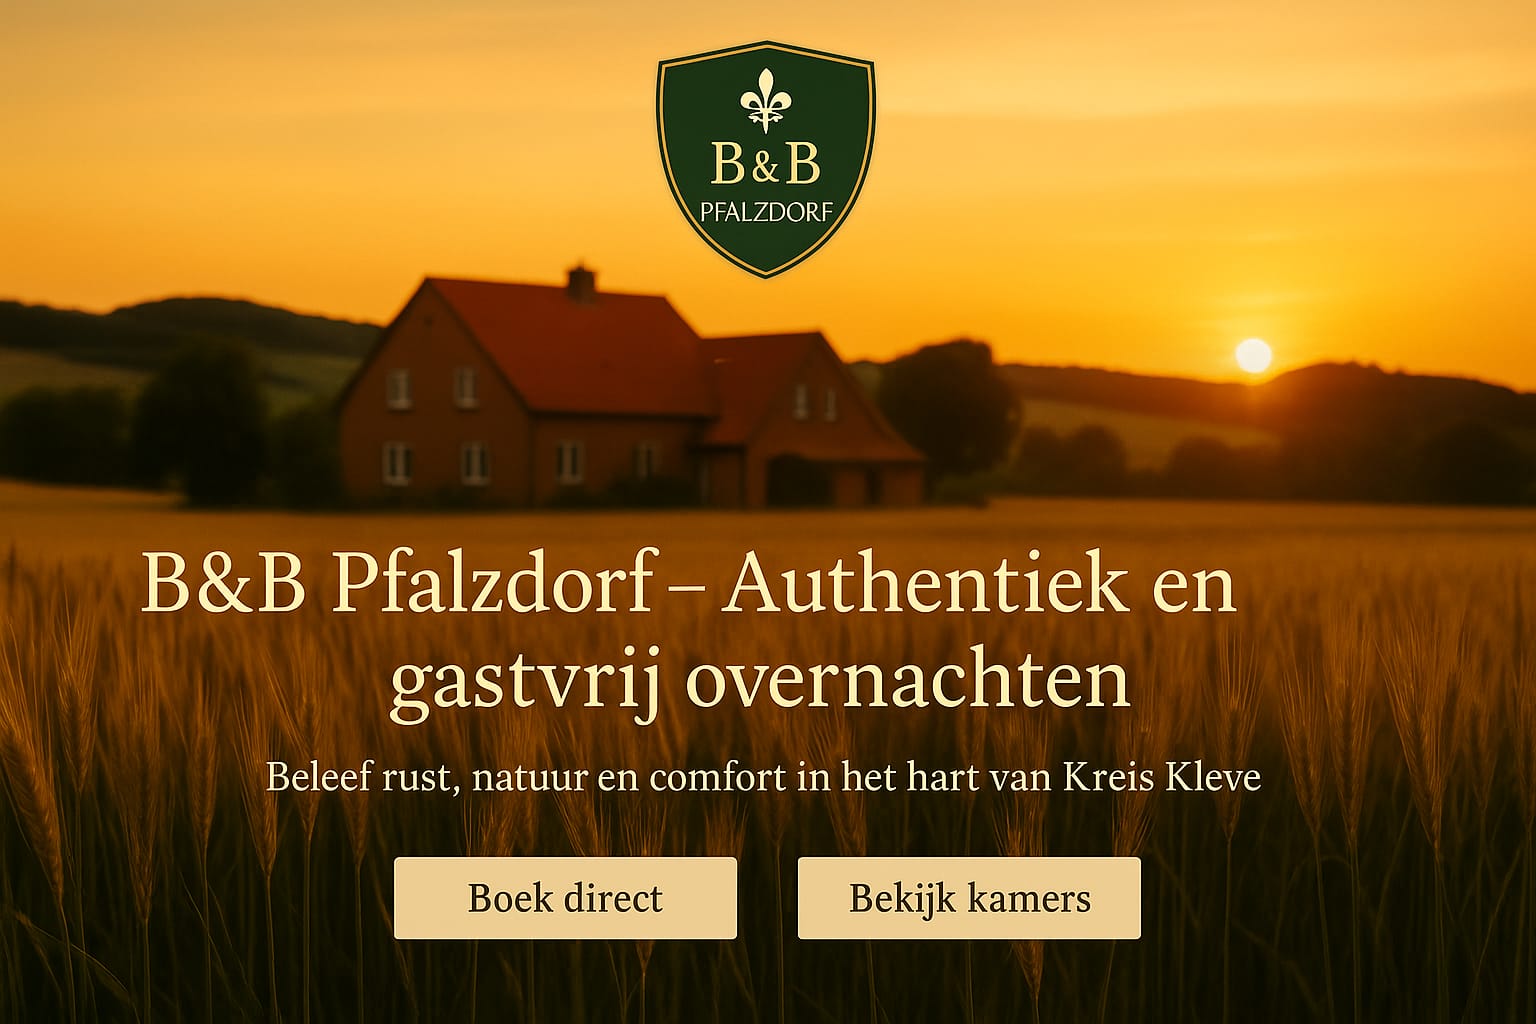 B&B
PFALZDORF
B&B Pfalzdorf – Authentiek en
gastvrij overnachten
Beleef rust, natuur en comfort in het hart van Kreis Kleve
Boek direct
Bekijk kamers